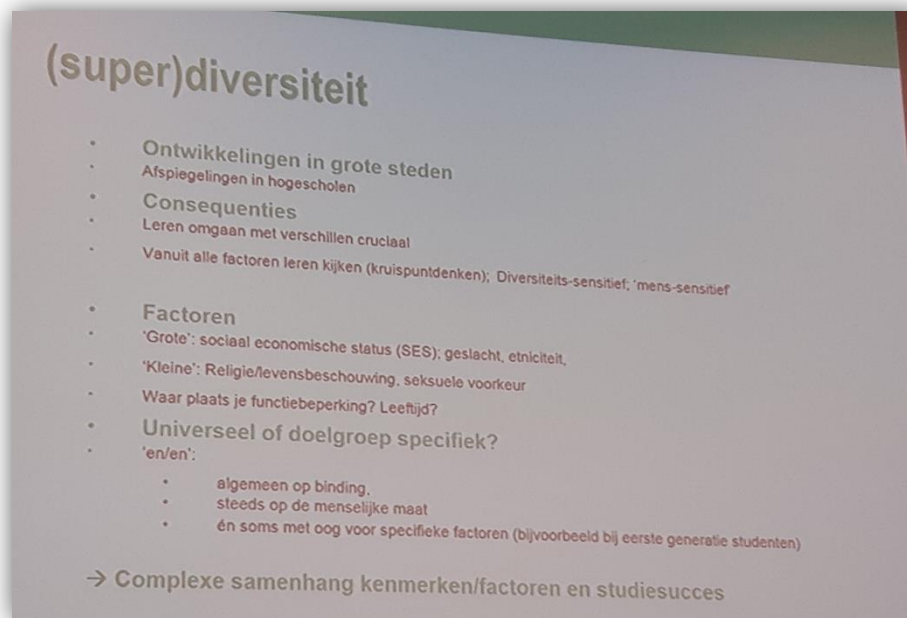 (super)diversiteit
• Ontwikkelingen in grote steden
• Afspiegelingen in hogescholen
• Consequenties
• Leren omgaan met verschillen cruciaal
• Vanuit alle factoren leren kijken (kruispuntdenken); Diversiteits-sensitief; 'mens-sensitief'
• Factoren
• 'Grote': sociaal economische status (SES); geslacht, etniciteit,
• 'Kleine': Religie/levensbeschouwing, seksuele voorkeur
• Waar plaats je functiebeperking? Leeftijd?
• Universeel of doelgroep specifiek?
• 'en/en':
• algemeen op binding,
• steeds op de menselijke maat
• én soms met oog voor specifieke factoren (bijvoorbeeld bij eerste generatie studenten)
→ Complexe samenhang kenmerken/factoren en studiesucces